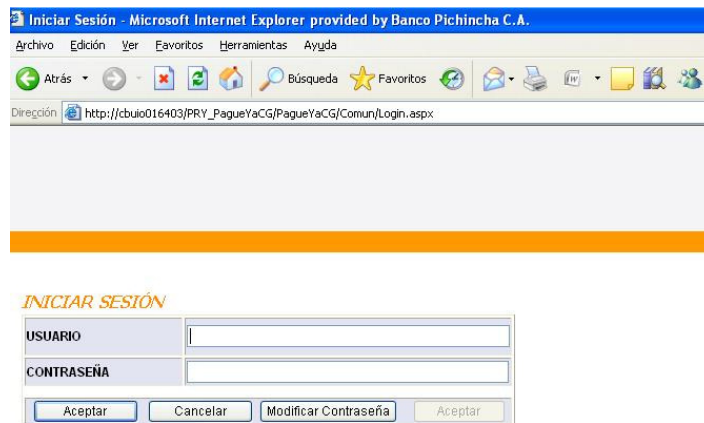 Iniciar Sesión - Microsoft Internet Explorer provided by Banco Pichincha C.A.
Archivo Edición Ver Favoritos Herramientas Ayuda
Atrás Búsqueda Favoritos
Dirección http://cbuio016403/PRY_PagueYaCG/PagueYaCG/Comun/Login.aspx
INICIAR SESIÓN
USUARIO
CONTRASEÑA
Aceptar Cancelar Modificar Contraseña Aceptar